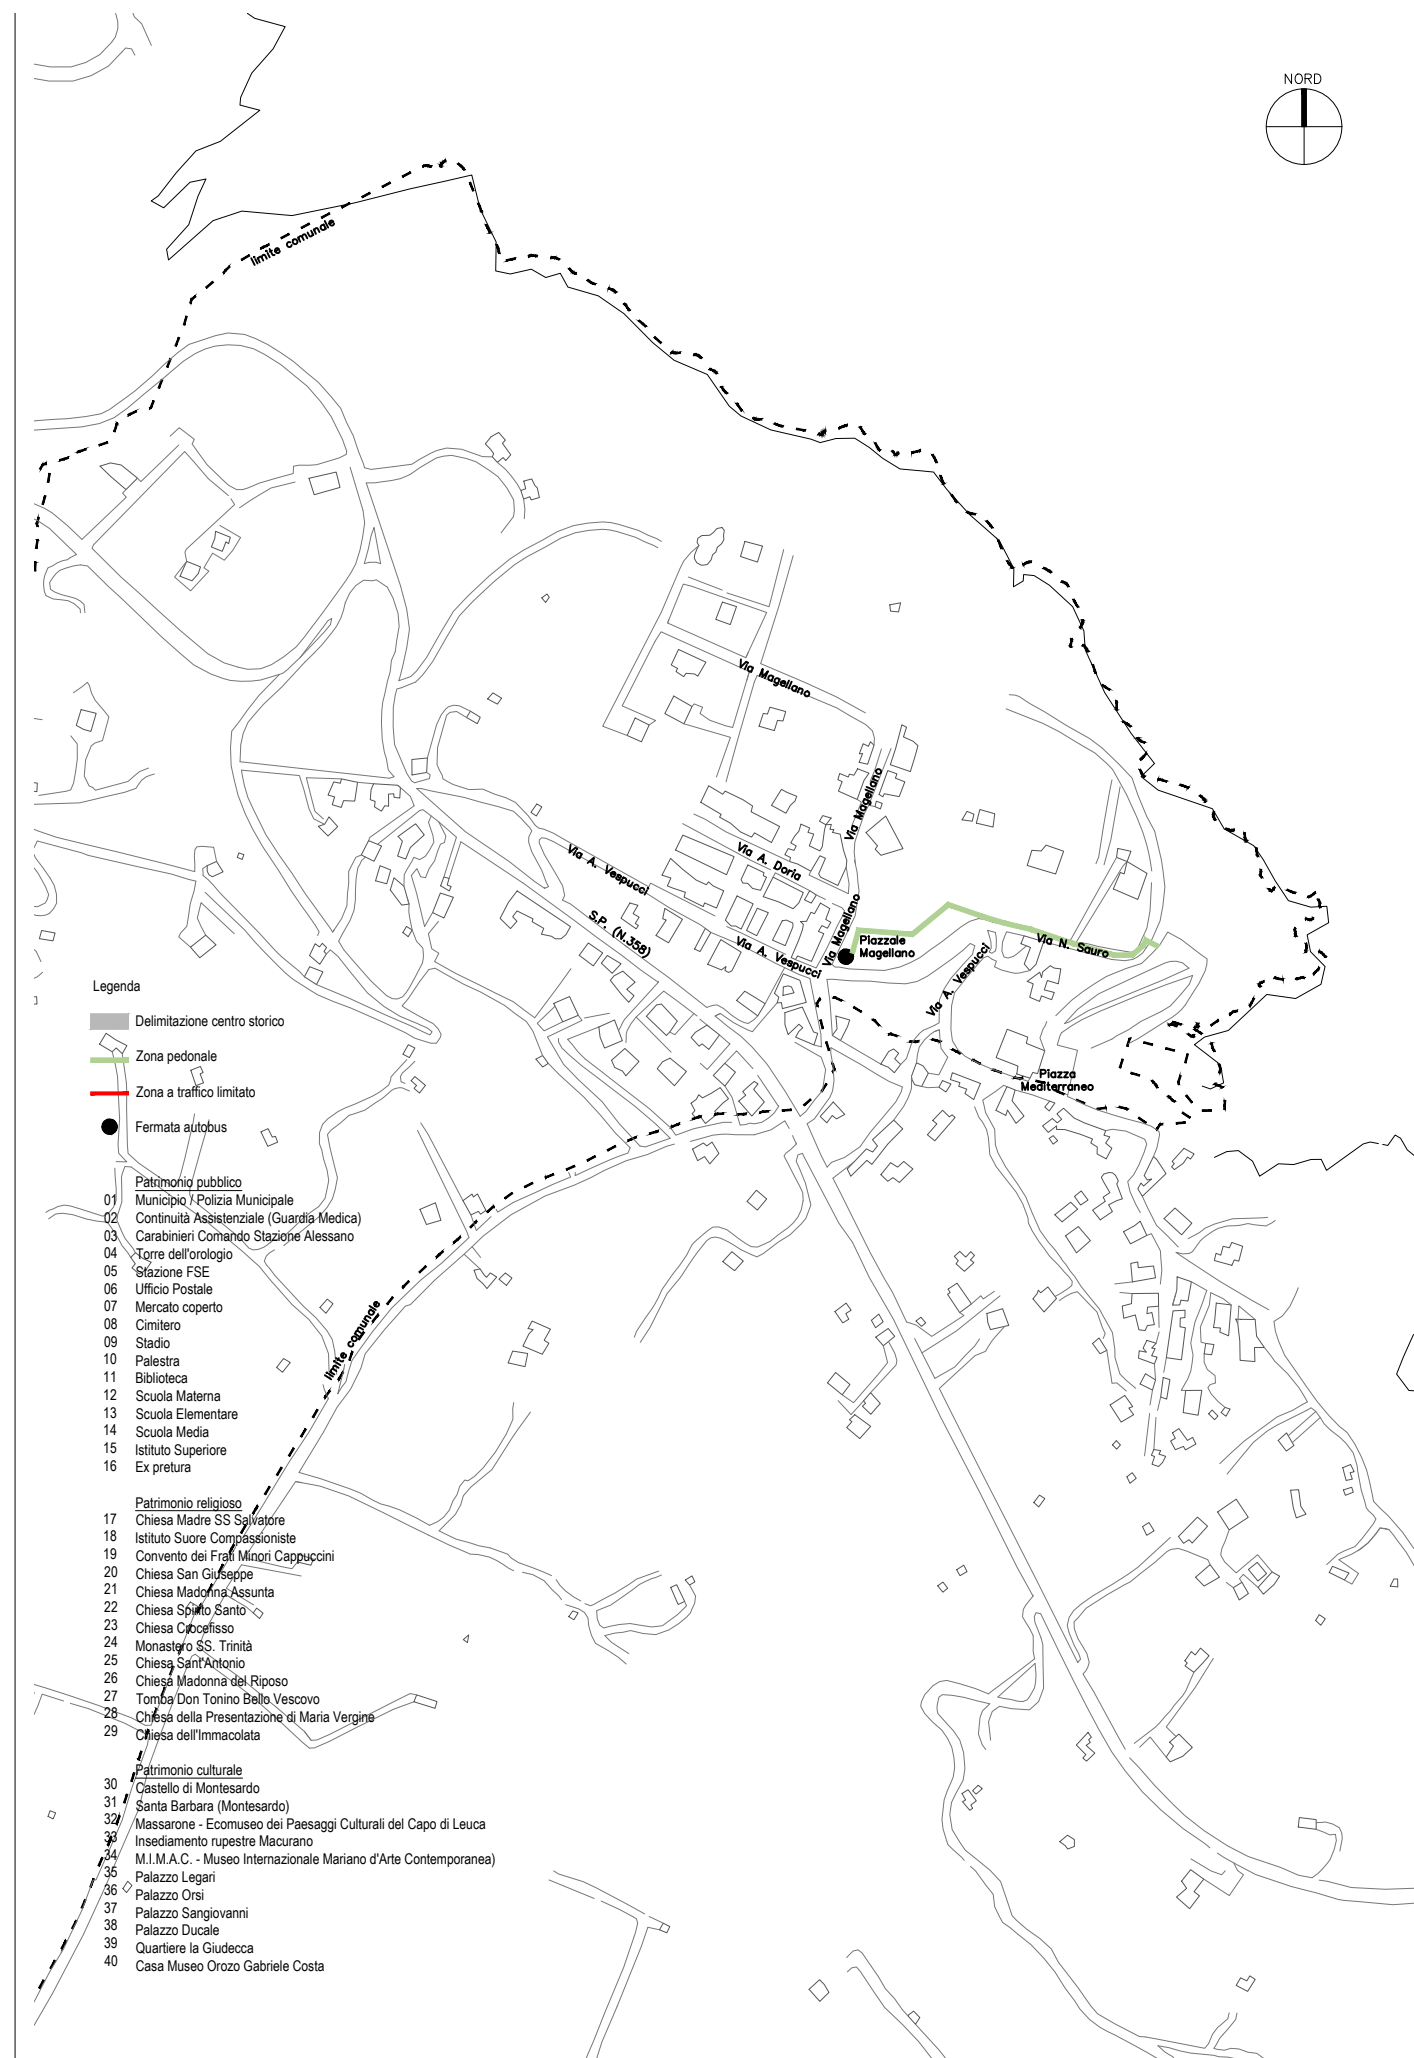 NORD
limite comunale
Via Magellano
Via Magellano
Via A. Doria
Via A. Vespucci
Via Magellano
S.P. (N.358)
Via A. Vespucci
Piazzale
Magellano
Via N. Sauro
Via A. Vespucci
Piazza
Mediterraneo
limite comunale
Legenda
Delimitazione centro storico
Zona pedonale
Zona a traffico limitato
Fermata autobus
Patrimonio pubblico
01 Municipio / Polizia Municipale
02 Continuità Assistenziale (Guardia Medica)
03 Carabinieri Comando Stazione Alessano
04 Torre dell'orologio
05 Stazione FSE
06 Ufficio Postale
07 Mercato coperto
08 Cimitero
09 Stadio
10 Palestra
11 Biblioteca
12 Scuola Materna
13 Scuola Elementare
14 Scuola Media
15 Istituto Superiore
16 Ex pretura
Patrimonio religioso
17 Chiesa Madre SS Salvatore
18 Istituto Suore Compassioniste
19 Convento dei Frati Minori Cappuccini
20 Chiesa San Giuseppe
21 Chiesa Madonna Assunta
22 Chiesa Spirito Santo
23 Chiesa Crocefisso
24 Monastero SS. Trinità
25 Chiesa Sant'Antonio
26 Chiesa Madonna del Riposo
27 Tomba Don Tonino Bello Vescovo
28 Chiesa della Presentazione di Maria Vergine
29 Chiesa dell'Immacolata
Patrimonio culturale
30 Castello di Montesardo
31 Santa Barbara (Montesardo)
32 Massarone - Ecomuseo dei Paesaggi Culturali del Capo di Leuca
33 Insediamento rupestre Macurano
34 M.I.M.A.C. - Museo Internazionale Mariano d'Arte Contemporanea)
35 Palazzo Legari
36 Palazzo Orsi
37 Palazzo Sangiovanni
38 Palazzo Ducale
39 Quartiere la Giudecca
40 Casa Museo Orozo Gabriele Costa